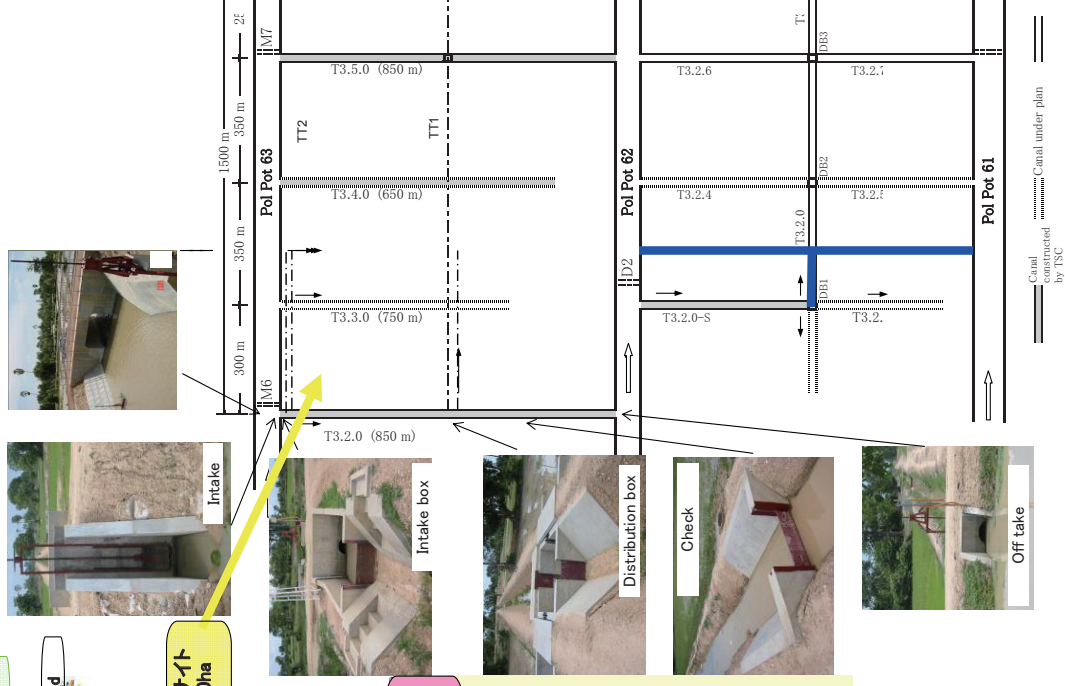 M7
T3.5.0 (850 m)
T3.2.6
DB3
350 m
1500 m
TT2
TT1
Pol Pot 63
Pol Pot 62
Pol Pot 61
DB2
T3.4.0 (650 m)
T3.2.4
T3.2.0
350 m
D2
DB1
T3.3.0 (750 m)
T3.2.0-S
300 m
M6
T3.2.0 (850 m)
Canal under plan
Canal
constructed
by TSC
Intake
Intake box
Distribution box
Check
Off take